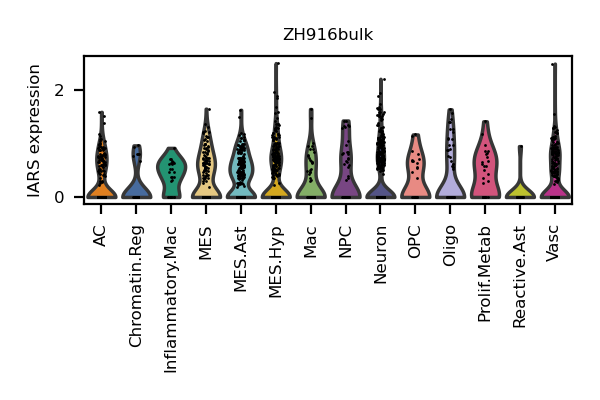 ZH916bulk
IARS expression
2
0
AC
Chromatin.Reg
Inflammatory.Mac
MES
MES.Ast
MES.Hyp
Mac
NPC
Neuron
OPC
Oligo
Prolif.Metab
Reactive.Ast
Vasc